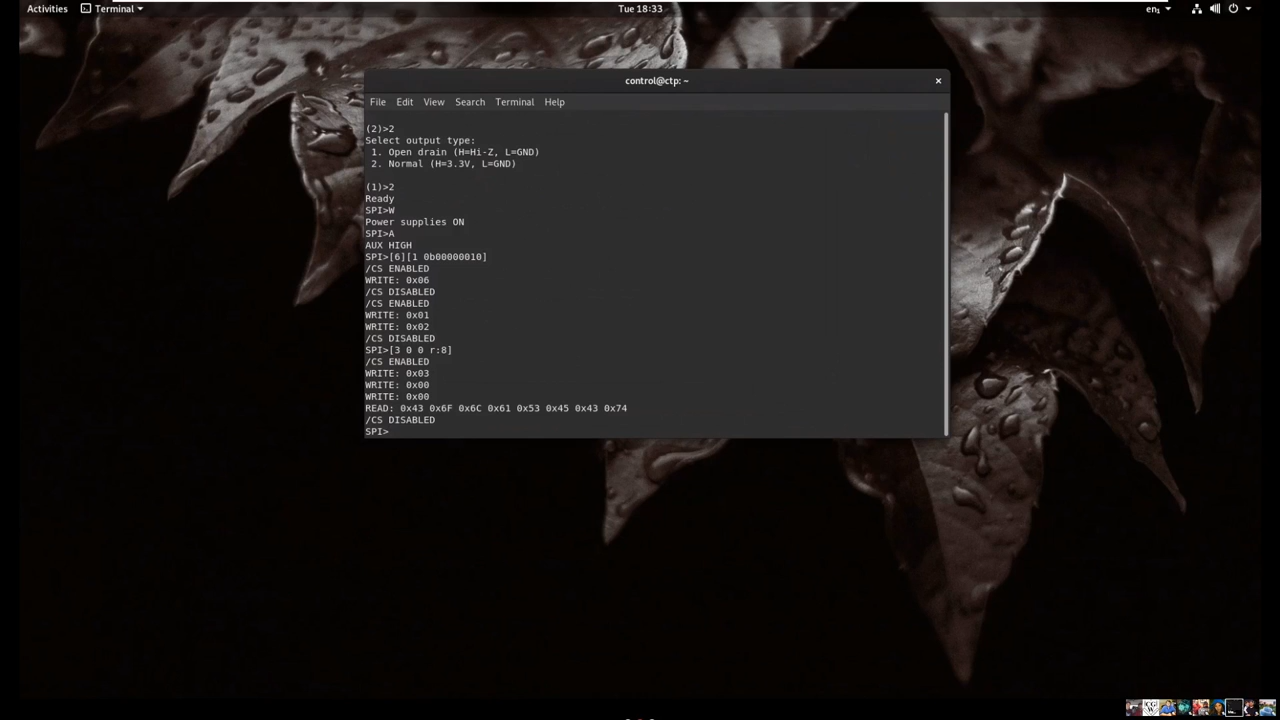 Activities Terminal Tue 18:33 en₁
control@ctp: ~ ×
File Edit View Search Terminal Help
(2)>2
Select output type:
1. Open drain (H=Hi-Z, L=GND)
2. Normal (H=3.3V, L=GND)
(1)>2
Ready
SPI>W
Power supplies ON
SPI>A
AUX HIGH
SPI>[6][1 0b00000010]
/CS ENABLED
WRITE: 0x06
/CS DISABLED
/CS ENABLED
WRITE: 0x01
WRITE: 0x02
/CS DISABLED
SPI>[3 0 0 r:8]
/CS ENABLED
WRITE: 0x03
WRITE: 0x00
WRITE: 0x00
READ: 0x43 0x6F 0x6C 0x61 0x53 0x45 0x43 0x74
/CS DISABLED
SPI>